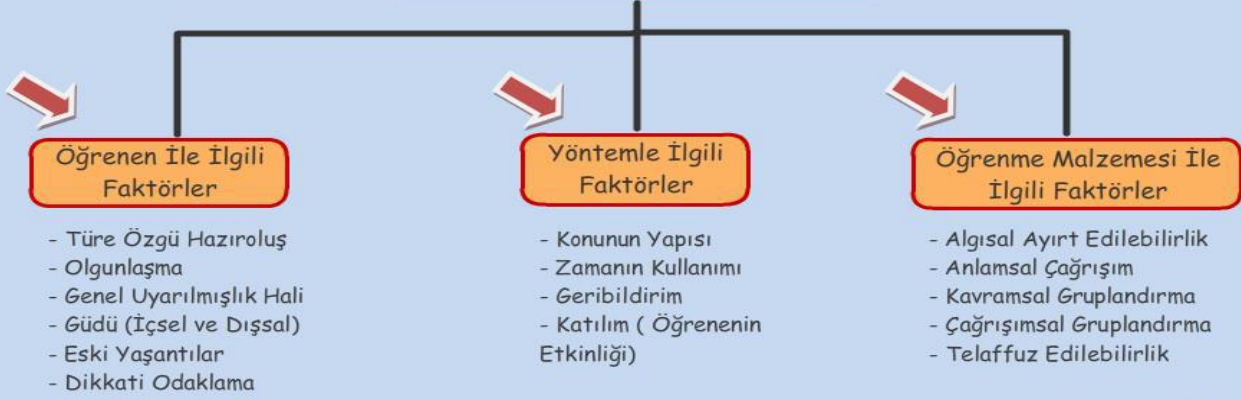 Öğrenen İle İlgili
Faktörler
- Türe Özgü Hazıroluş
- Olgunlaşma
- Genel Uyarılmışlık Hali
- Güdü (İçsel ve Dışsal)
- Eski Yaşantılar
- Dikkati Odaklama
Yöntemle İlgili
Faktörler
- Konunun Yapısı
- Zamanın Kullanımı
- Geribildirim
- Katılım ( Öğrenenin
Etkinliği)
Öğrenme Malzemesi İle
İlgili Faktörler
- Algısal Ayırt Edilebilirlik
- Anlamsal Çağrışım
- Kavramsal Gruplandırma
- Çağrışımsal Gruplandırma
- Telaffuz Edilebilirlik